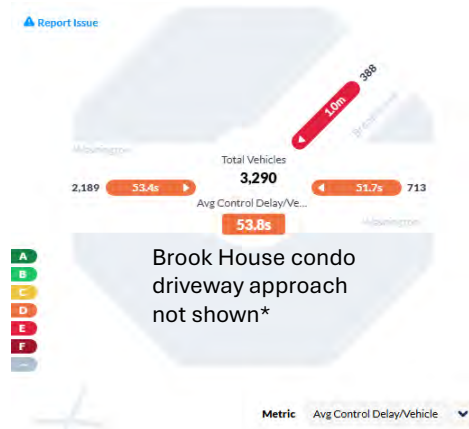 Report Issue
388
1.0m
Brookline
Washington
Total Vehicles
3,290
2,189 53.4s
51.7s 713
Avg Control Delay/Ve...
53.8s
Washington
A
B
C
D
E
F
Brook House condo
driveway approach
not shown*
Metric Avg Control Delay/Vehicle